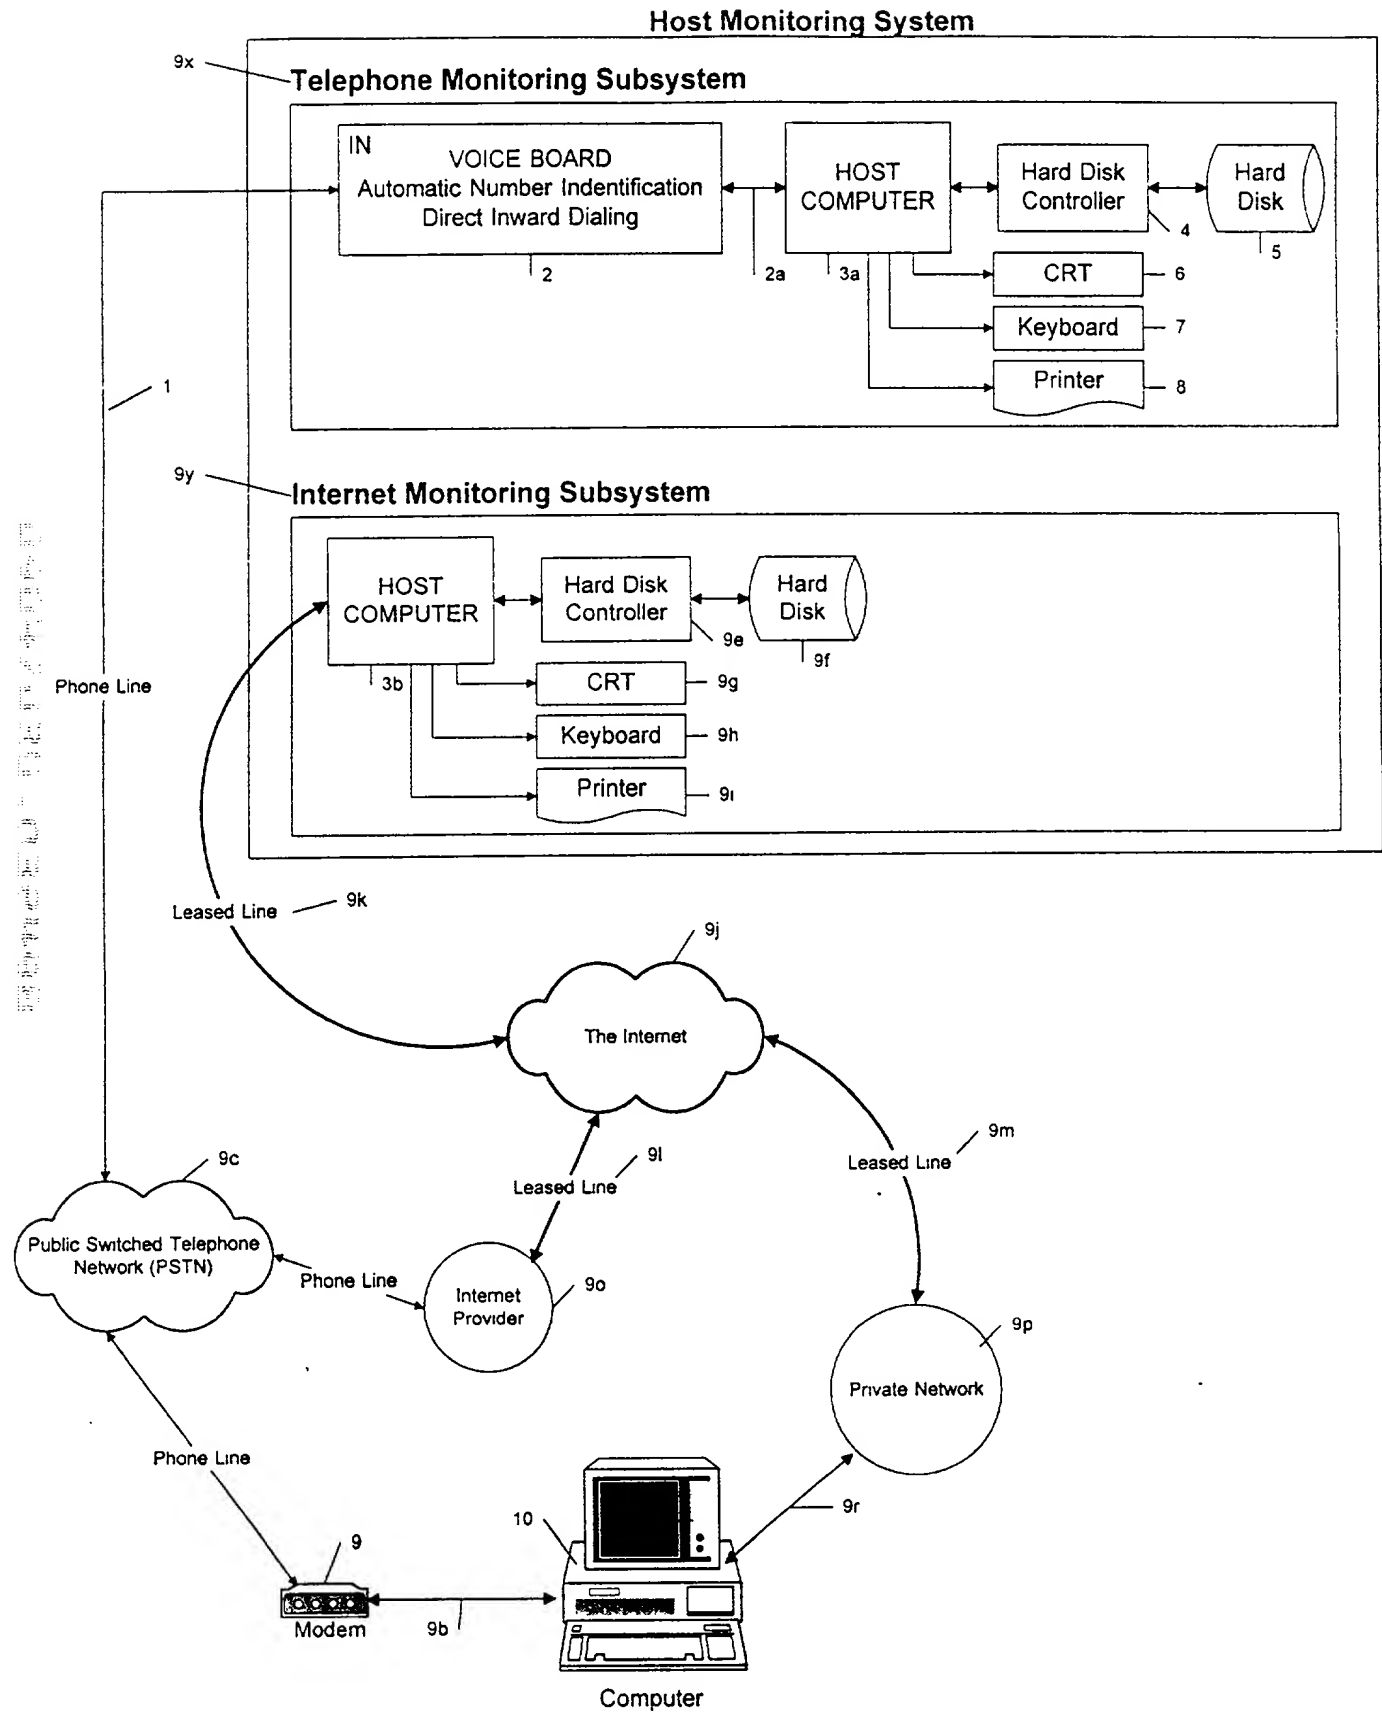 Host Monitoring System
9x
Telephone Monitoring Subsystem
IN
VOICE BOARD
Automatic Number Indentification
Direct Inward Dialing
2
2a
HOST
COMPUTER
3a
Hard Disk
Controller
4
Hard
Disk
5
CRT
6
Keyboard
7
Printer
8
1
9y
Internet Monitoring Subsystem
HOST
COMPUTER
3b
Hard Disk
Controller
9e
Hard
Disk
9f
CRT
9g
Keyboard
9h
Printer
9i
Phone Line
Leased Line
9k
9j
The Internet
9c
Public Switched Telephone
Network (PSTN)
Leased Line
9l
Leased Line
9m
Phone Line
Internet
Provider
9o
9p
Private Network
Phone Line
9r
10
9
Modem
9b
Computer